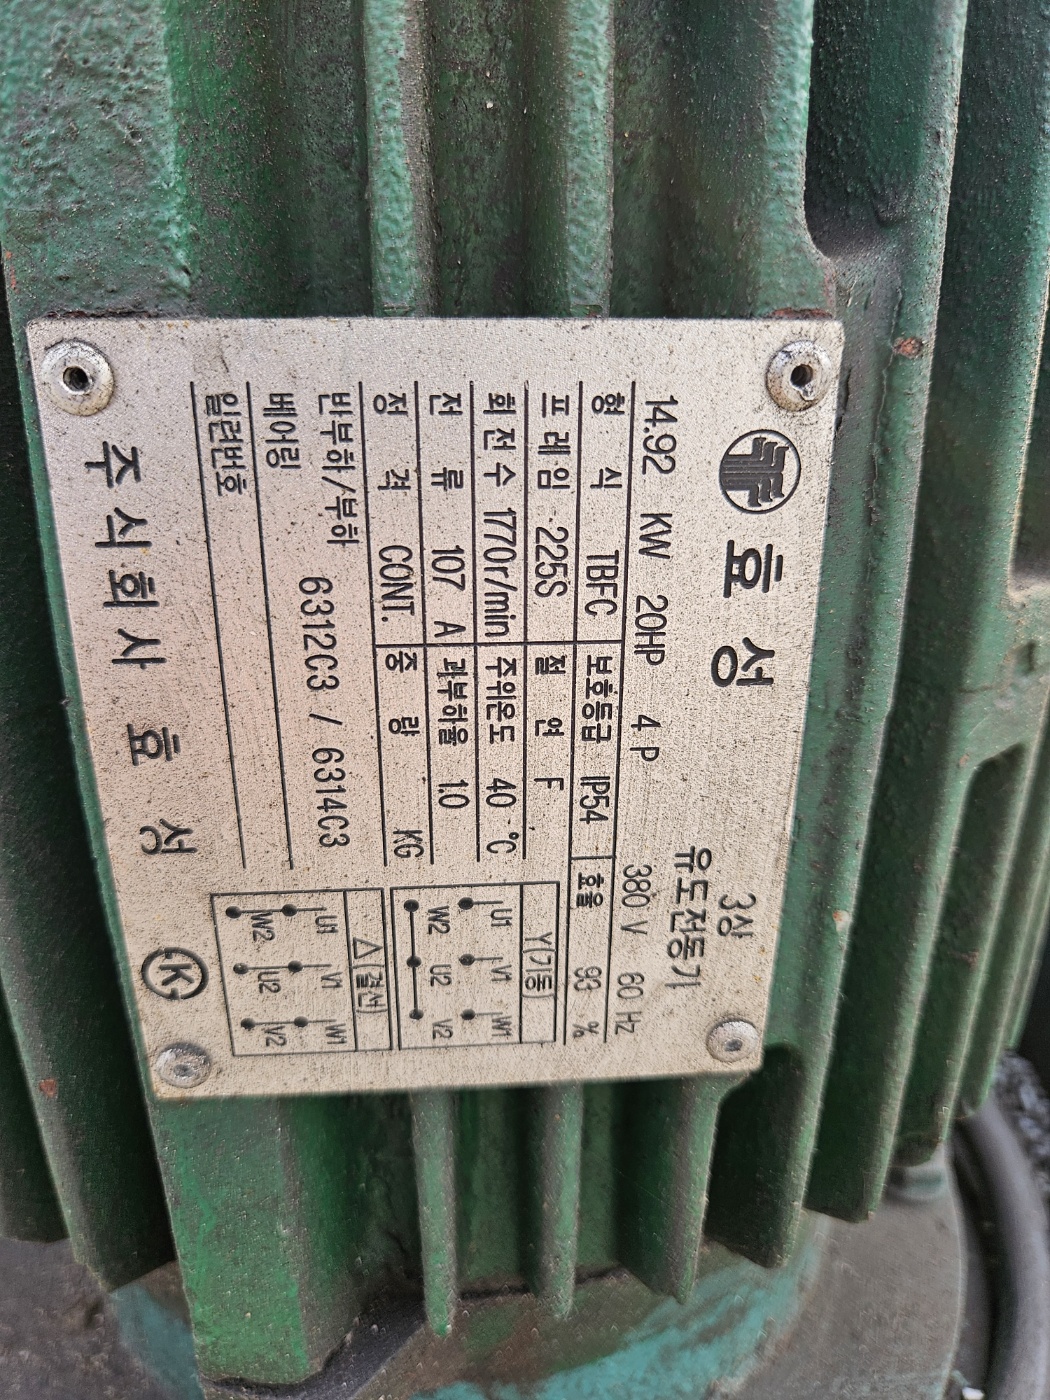 효성
3상
유도전동기
14.92 KW 20HP 4 P 380 V 60 Hz
형 식 TBFC 보호등급 IP54 효율 93 %
프레임 225S 절 연 F
회전수 1770r/min 주위온도 40 ℃
전 류 107 A 과부하율 1.0
정 격 CONT. 중 량 KG
반부하/부하 6312C3 / 6314C3
베어링
일련번호
Y(기동)
U1 V1 W1
W2 U2 V2
△(결선)
U1 V1 W1
W2 U2 V2
주식회사 효성
K